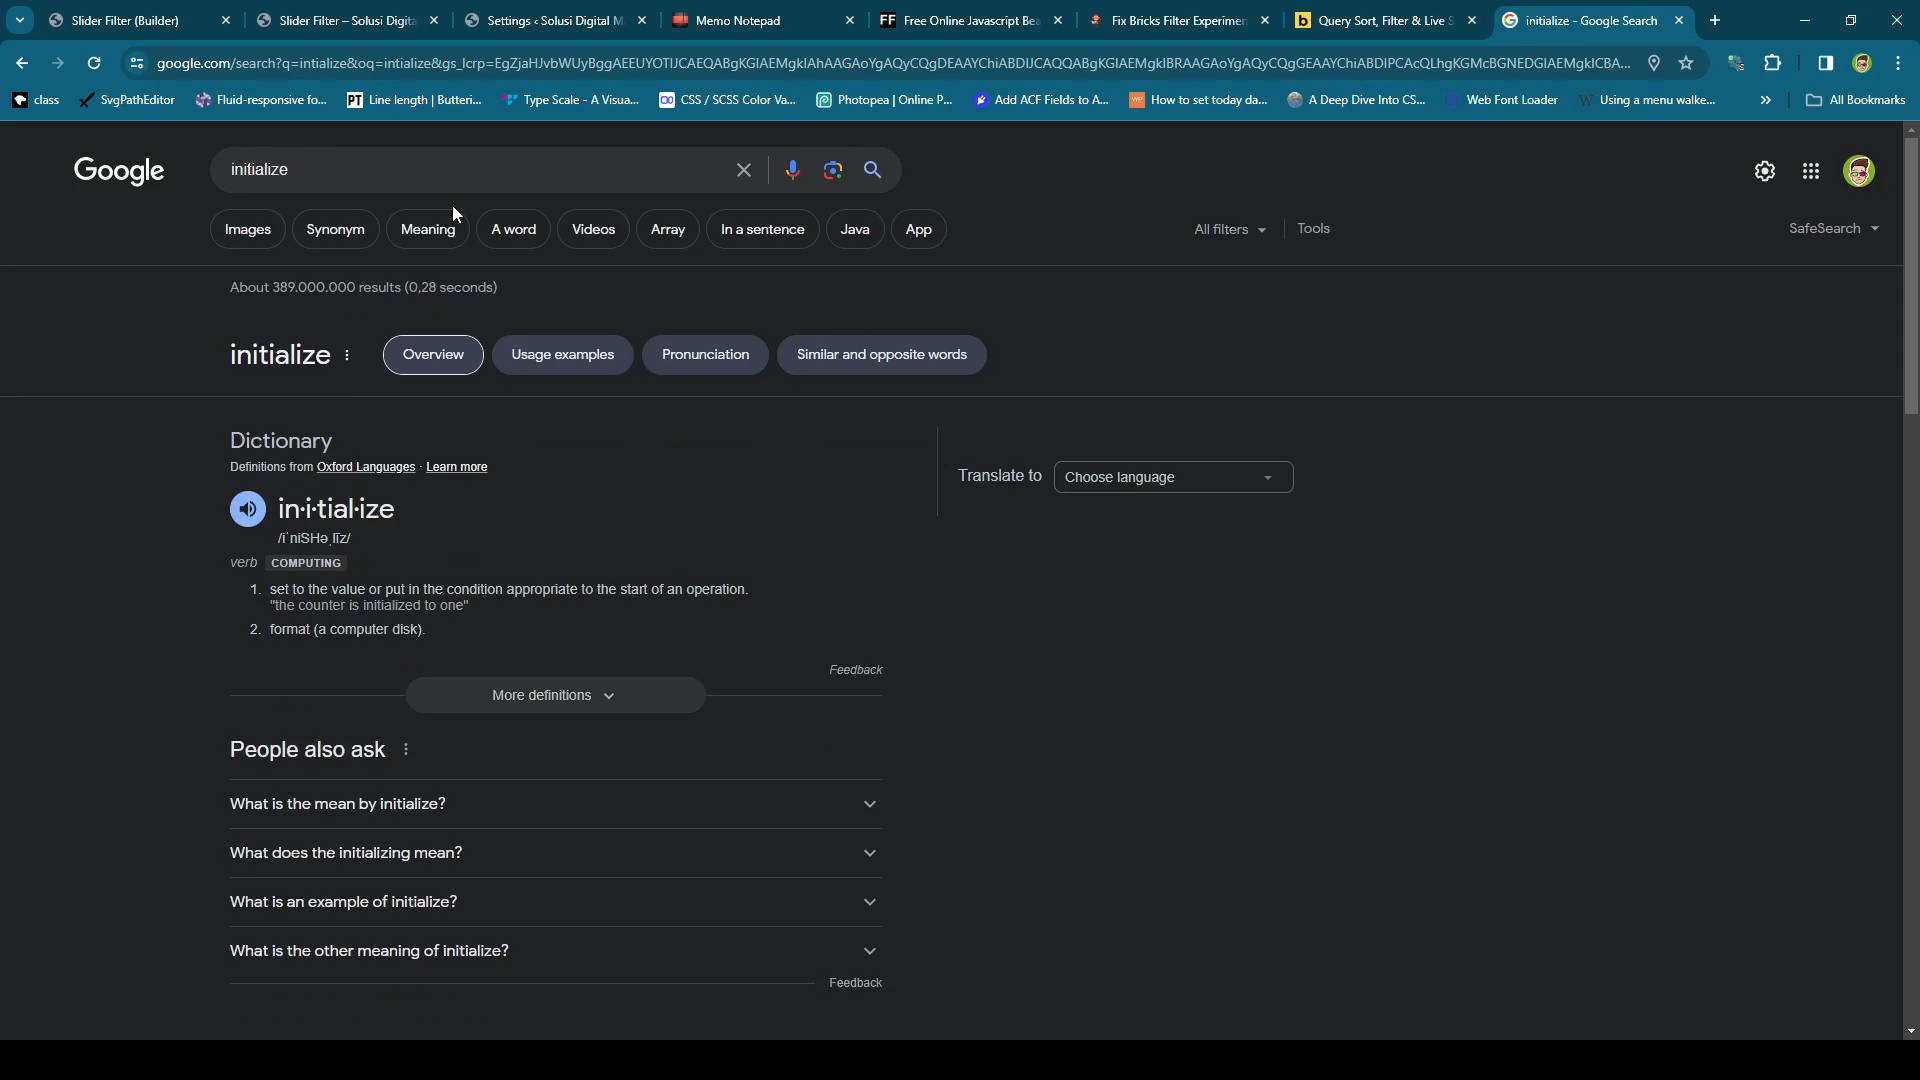 Slider Filter (Builder)
Slider Filter – Solusi Digita
Settings ‹ Solusi Digital M
Memo Notepad
FF Free Online Javascript Bea
Fix Bricks Filter Experimen
b Query Sort, Filter & Live S
initialize - Google Search
google.com/search?q=intialize&oq=intialize&gs_lcrp=
class
SvgPathEditor
Fluid-responsive fo...
PT Line length | Butteri...
Type Scale - A Visua...
CSS / SCSS Color Va...
Photopea | Online P...
Add ACF Fields to A...
WP How to set today da...
A Deep Dive Into CS...
Web Font Loader
W Using a menu walke...
All Bookmarks
Google
initialize
Images
Synonym
Meaning
A word
Videos
Array
In a sentence
Java
App
All filters
Tools
SafeSearch
About 389.000.000 results (0,28 seconds)
initialize
Overview
Usage examples
Pronunciation
Similar and opposite words
Dictionary
Definitions from Oxford Languages · Learn more
in·i·tial·ize
/iˈniSHəˌlīz/
verb COMPUTING
1. set to the value or put in the condition appropriate to the start of an operation.
"the counter is initialized to one"
2. format (a computer disk).
Feedback
More definitions
Translate to
Choose language
People also ask
What is the mean by initialize?
What does the initializing mean?
What is an example of initialize?
What is the other meaning of initialize?
Feedback